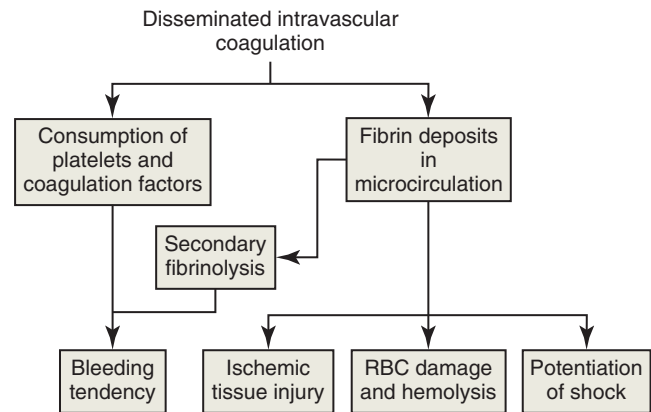 Disseminated intravascular
coagulation
Consumption of
platelets and
coagulation factors
Fibrin deposits
in
microcirculation
Secondary
fibrinolysis
Bleeding
tendency
Ischemic
tissue injury
RBC damage
and hemolysis
Potentiation
of shock